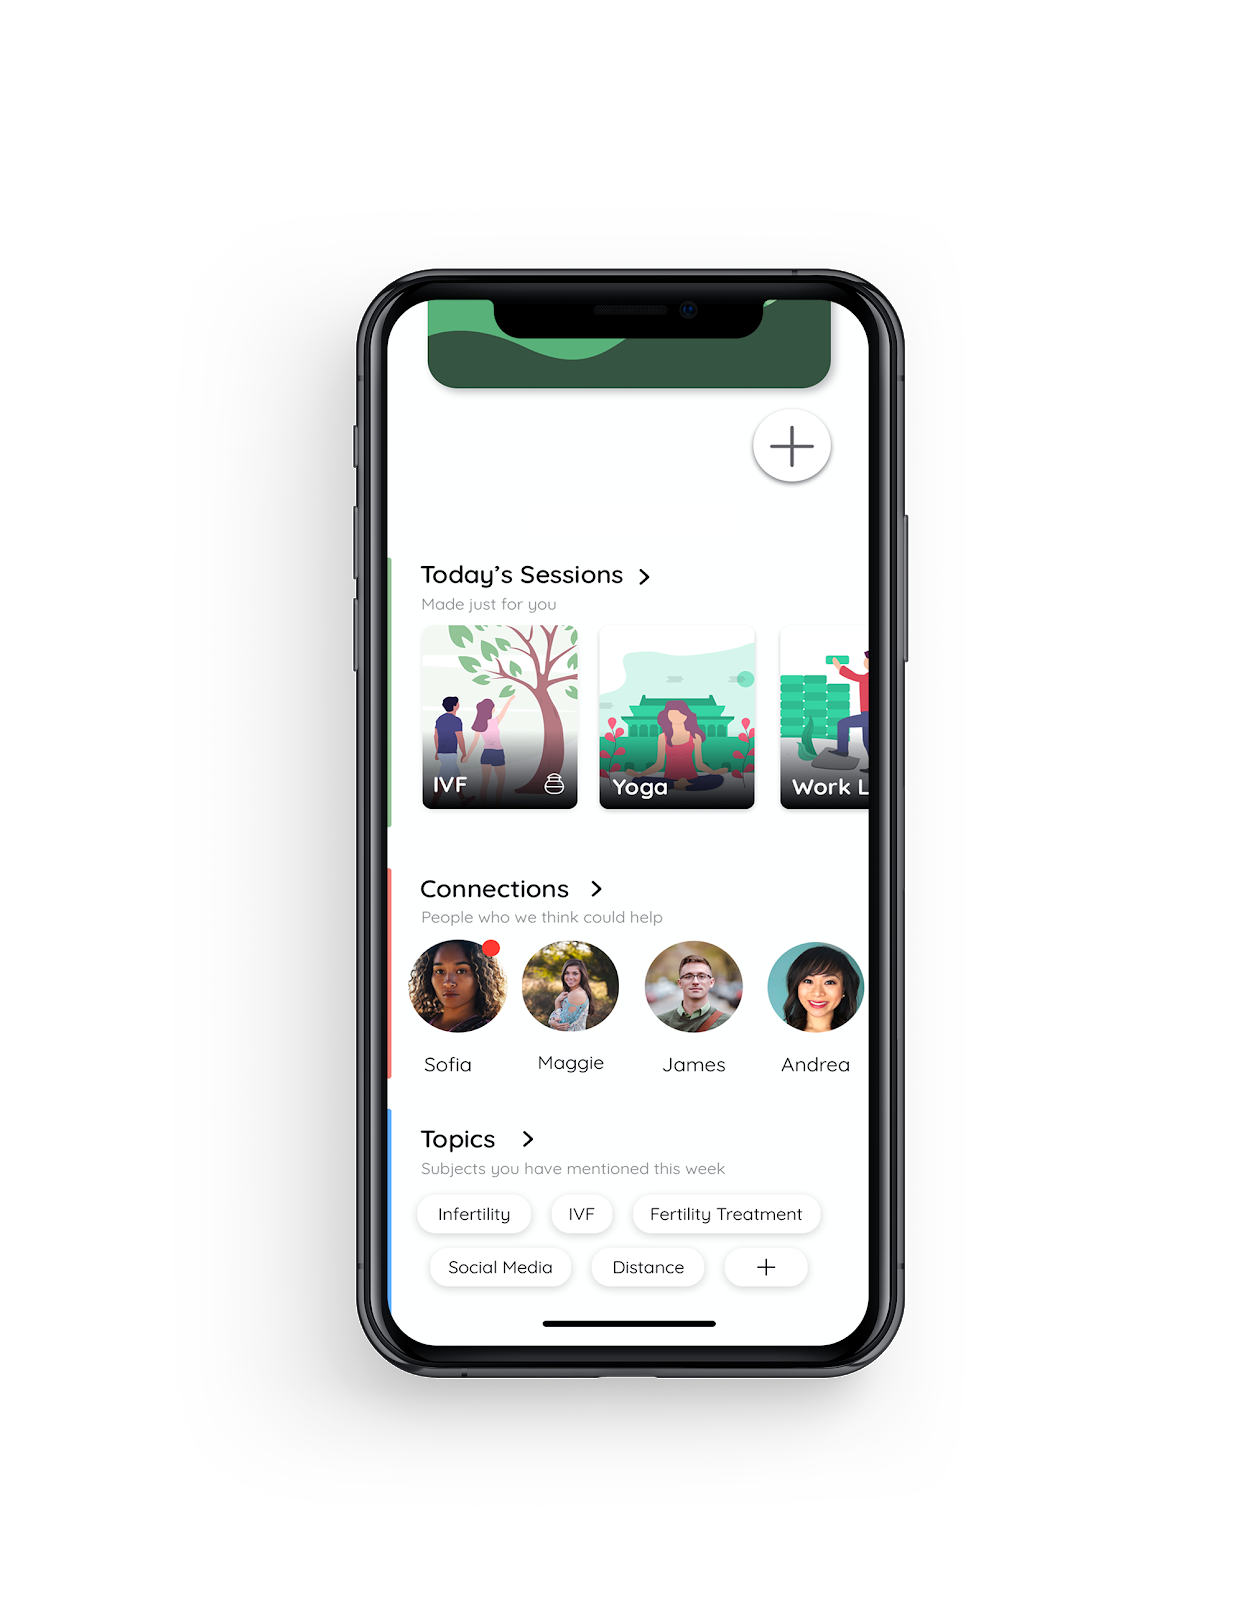 Today's Sessions
Made just for you
IVF
Yoga
Work L
Connections
People who we think could help
Sofia
Maggie
James
Andrea
Topics
Subjects you have mentioned this week
Infertility
IVF
Fertility Treatment
Social Media
Distance